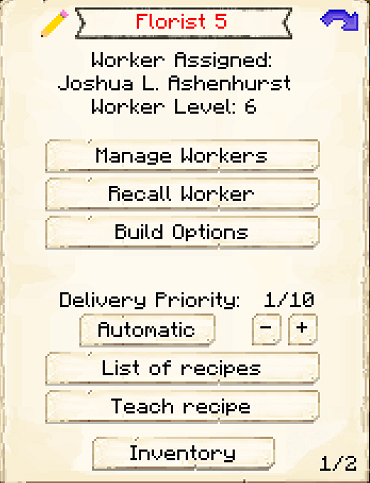 Florist 5
Worker Assigned:
Joshua L. Ashenhurst
Worker Level: 6
Manage Workers
Recall Worker
Build Options
Delivery Priority: 1/10
Automatic - +
List of recipes
Teach recipe
Inventory
1/2